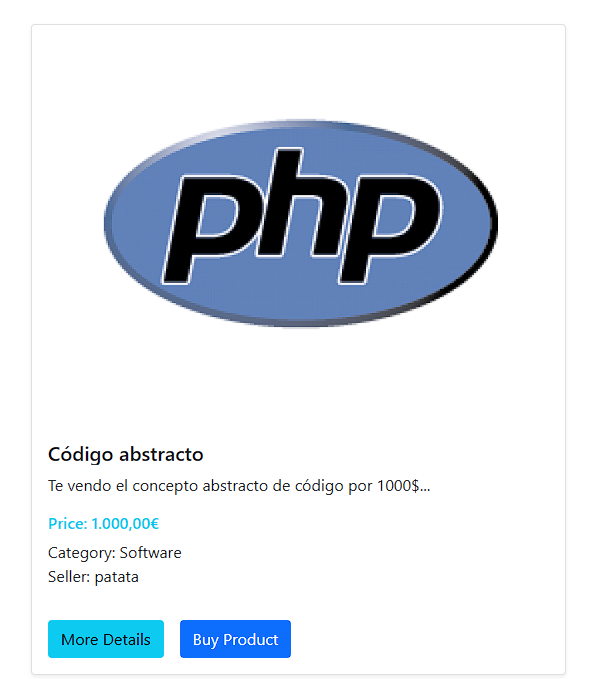 php
Código abstracto
Te vendo el concepto abstracto de código por 1000$...
Price: 1.000,00€
Category: Software
Seller: patata
More Details
Buy Product